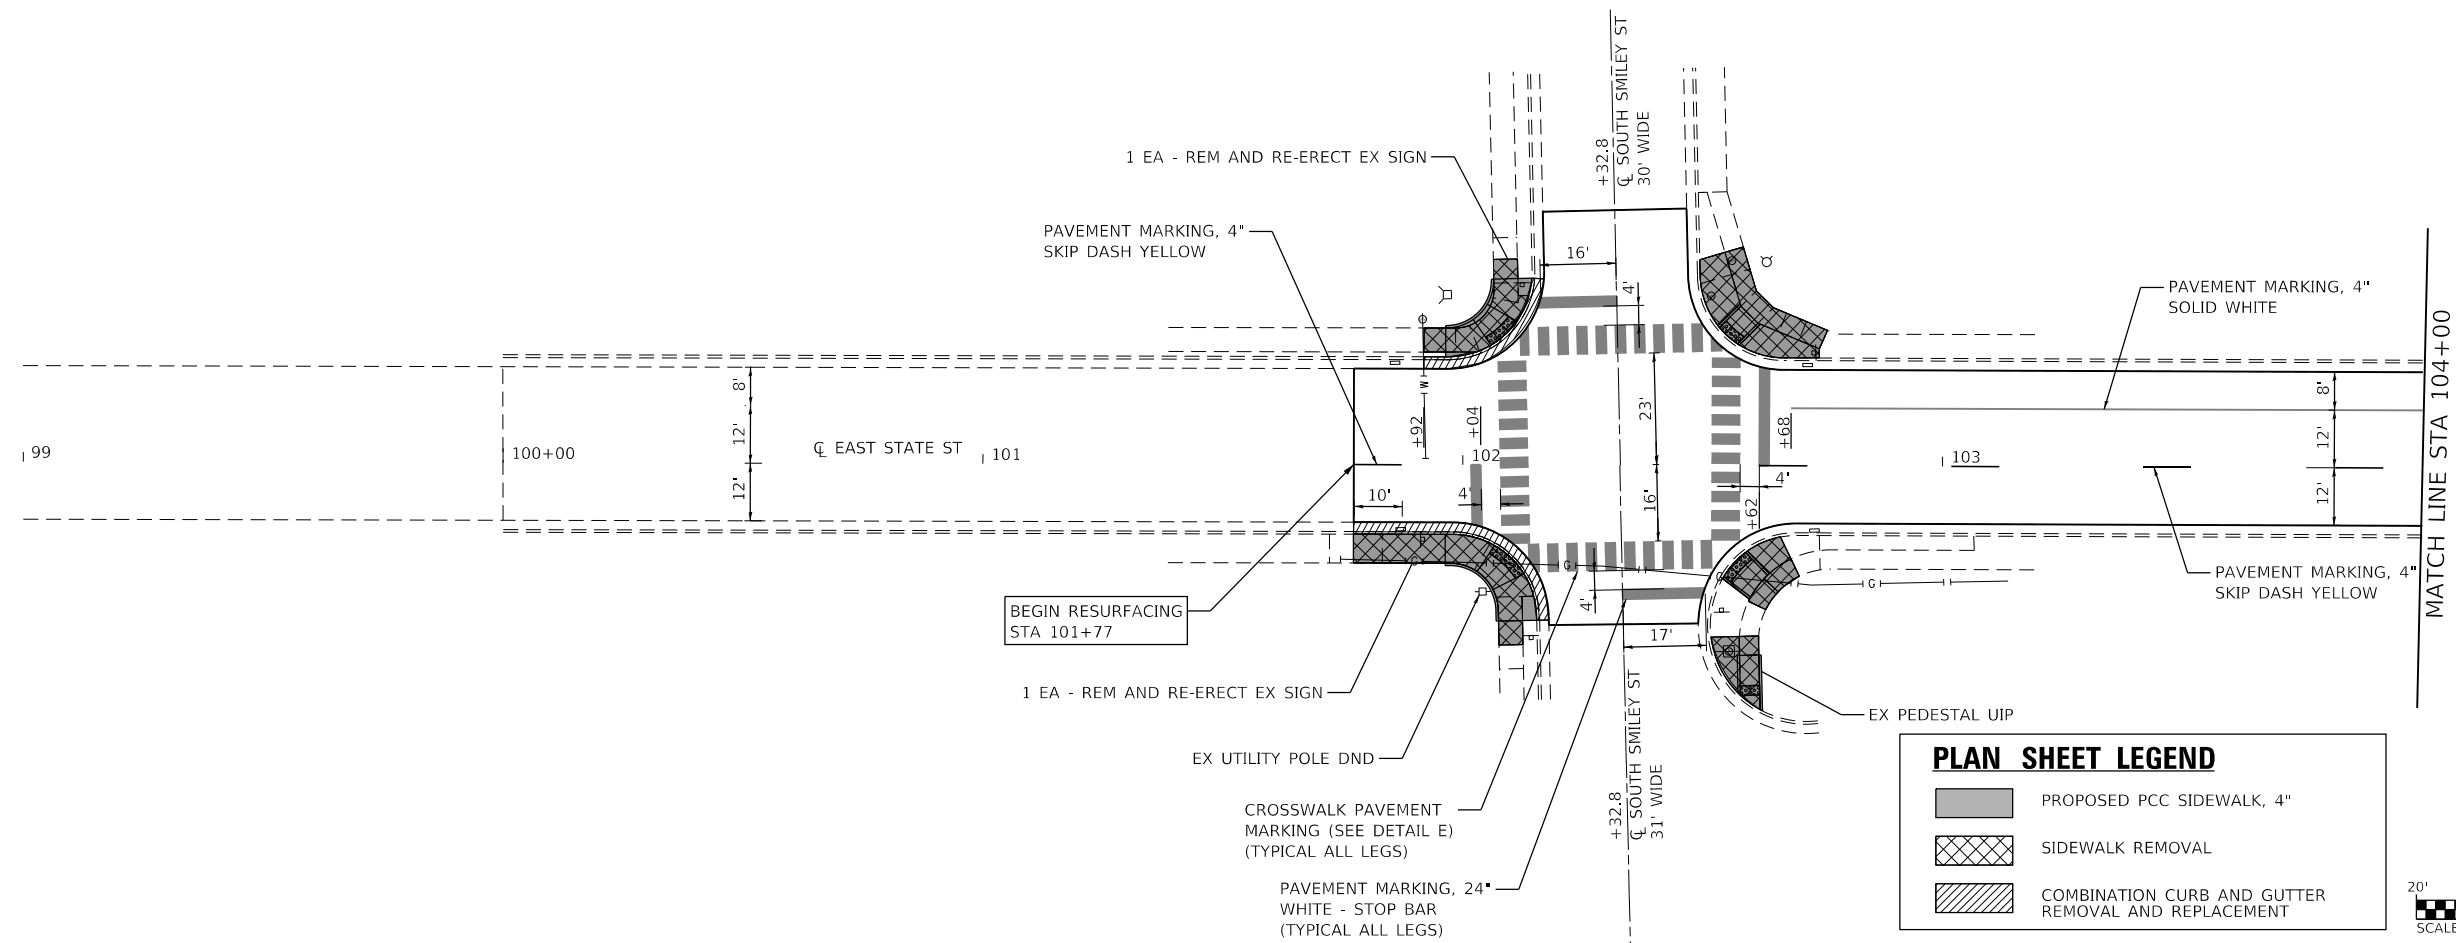 1 EA - REM AND RE-ERECT EX SIGN
PAVEMENT MARKING, 4"
SKIP DASH YELLOW
+32.8
℄ SOUTH SMILEY ST
30' WIDE
16'
4'
PAVEMENT MARKING, 4"
SOLID WHITE
MATCH LINE STA 104+00
99
100+00
8'
12'
12'
℄ EAST STATE ST
101
W
+92
+04
102
10'
4'
23'
16'
+68
+62
4'
103
8'
12'
12'
G
G
G
G
PAVEMENT MARKING, 4"
SKIP DASH YELLOW
BEGIN RESURFACING
STA 101+77
4'
17'
1 EA - REM AND RE-ERECT EX SIGN
EX UTILITY POLE DND
CROSSWALK PAVEMENT
MARKING (SEE DETAIL E)
(TYPICAL ALL LEGS)
PAVEMENT MARKING, 24"
WHITE - STOP BAR
(TYPICAL ALL LEGS)
+32.8
℄ SOUTH SMILEY ST
31' WIDE
EX PEDESTAL UIP
PLAN SHEET LEGEND
PROPOSED PCC SIDEWALK, 4"
SIDEWALK REMOVAL
COMBINATION CURB AND GUTTER
REMOVAL AND REPLACEMENT
20'
SCALE